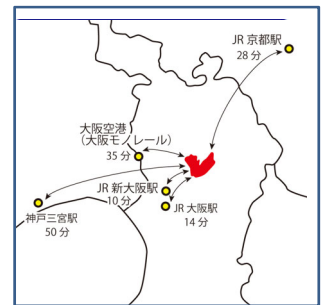 JR 京都駅
28 分
大阪空港
(大阪モノレール)
35 分
JR 新大阪駅
10 分
JR 大阪駅
14 分
神戸三宮駅
50 分